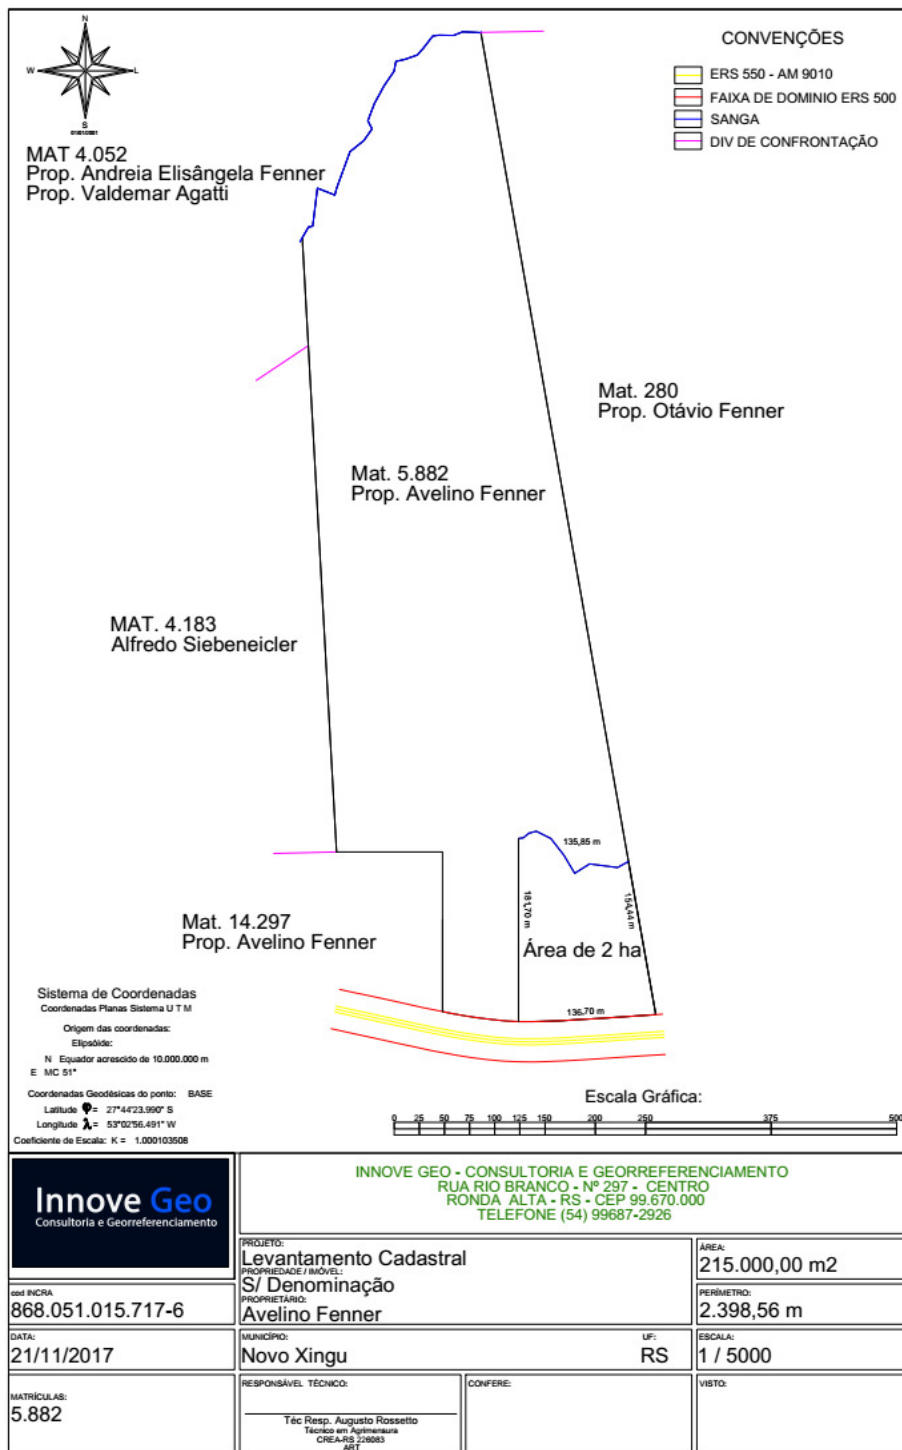 N
W
L
S
01/01/2001
CONVENÇÕES
ERS 550 - AM 9010
FAIXA DE DOMINIO ERS 500
SANGA
DIV DE CONFRONTAÇÃO
MAT 4.052
Prop. Andreia Elisângela Fenner
Prop. Valdemar Agatti
Mat. 280
Prop. Otávio Fenner
Mat. 5.882
Prop. Avelino Fenner
MAT. 4.183
Alfredo Siebeneicler
135,85 m
181,70 m
154,44 m
Área de 2 ha
136,70 m
Mat. 14.297
Prop. Avelino Fenner
Sistema de Coordenadas
Coordenadas Planas Sistema U T M
Origem das coordenadas:
Elipsóide:
N Equador acrescido de 10.000.000 m
E MC 51°
Coordenadas Geodésicas do ponto: BASE
Latitude φ = 27°44'23.990" S
Longitude λ = 53°02'56.491" W
Coeficiente de Escala: K = 1.000103508
Escala Gráfica:
0 25 50 75 100 125 150 200 250 375 500
Innove Geo
Consultoria e Georreferenciamento
INNOVE GEO - CONSULTORIA E GEORREFERENCIAMENTO
RUA RIO BRANCO - Nº 297 - CENTRO
RONDA ALTA - RS - CEP 99.670.000
TELEFONE (54) 99687-2926
PROJETO:
Levantamento Cadastral
PROPRIEDADE / IMÓVEL:
S/ Denominação
PROPRIETÁRIO:
Avelino Fenner
ÁREA:
215.000,00 m2
PERÍMETRO:
2.398,56 m
cod INCRA
868.051.015.717-6
DATA:
21/11/2017
MUNICÍPIO:
Novo Xingu
UF:
RS
ESCALA:
1 / 5000
MATRÍCULAS:
5.882
RESPONSÁVEL TÉCNICO:
Téc Resp. Augusto Rossetto
Técnico em Agrimensura
CREA-RS 226083
ART
CONFERE:
VISTO: